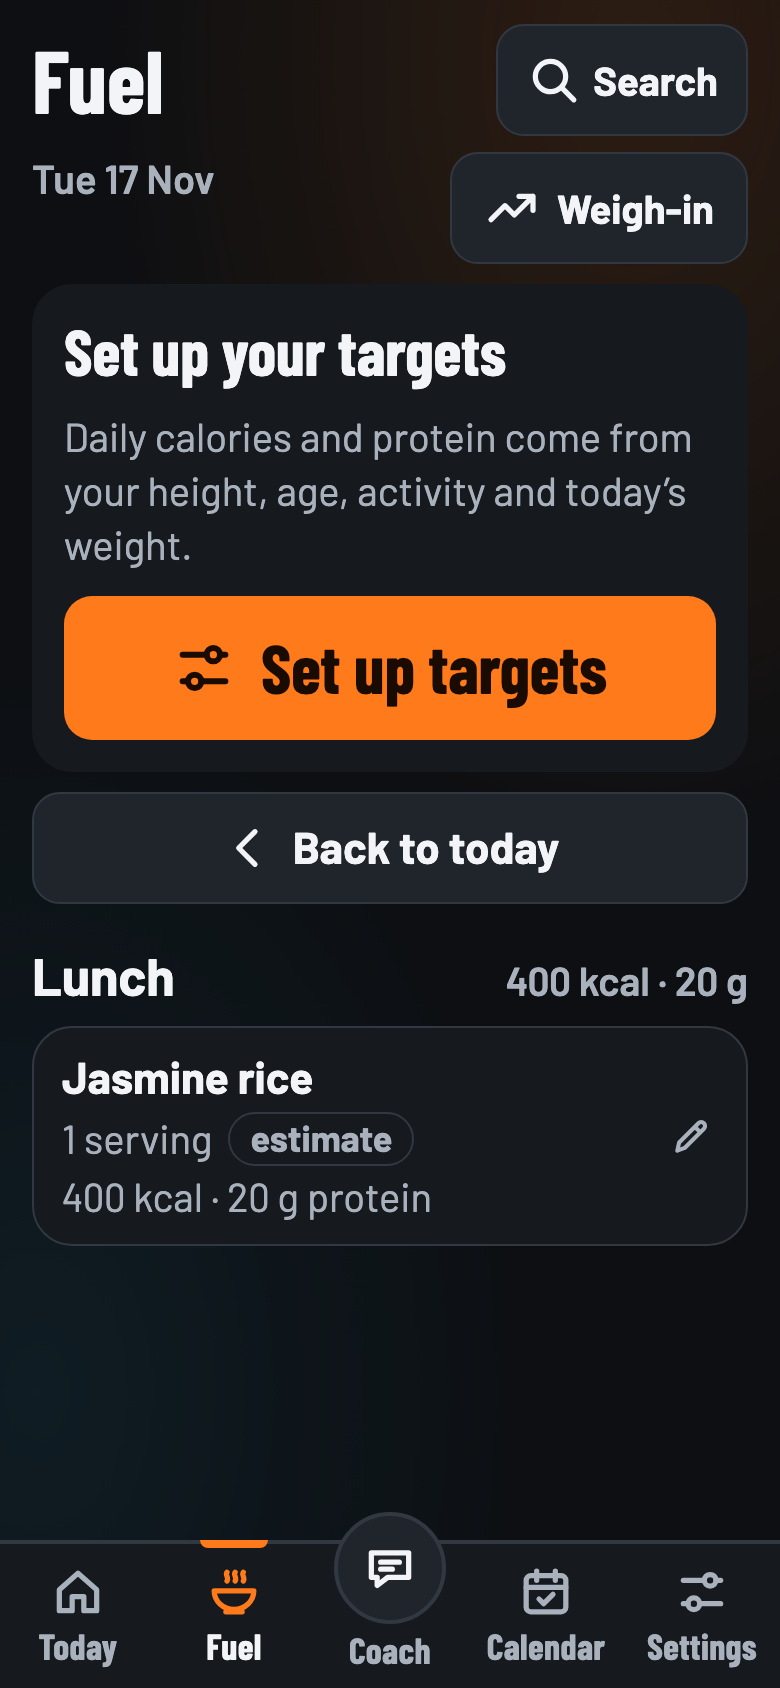 Fuel
Search
Tue 17 Nov
Weigh-in
Set up your targets
Daily calories and protein come from
your height, age, activity and today’s
weight.
Set up targets
Back to today
Lunch
400 kcal · 20 g
Jasmine rice
1 serving estimate
400 kcal · 20 g protein
Today
Fuel
Coach
Calendar
Settings